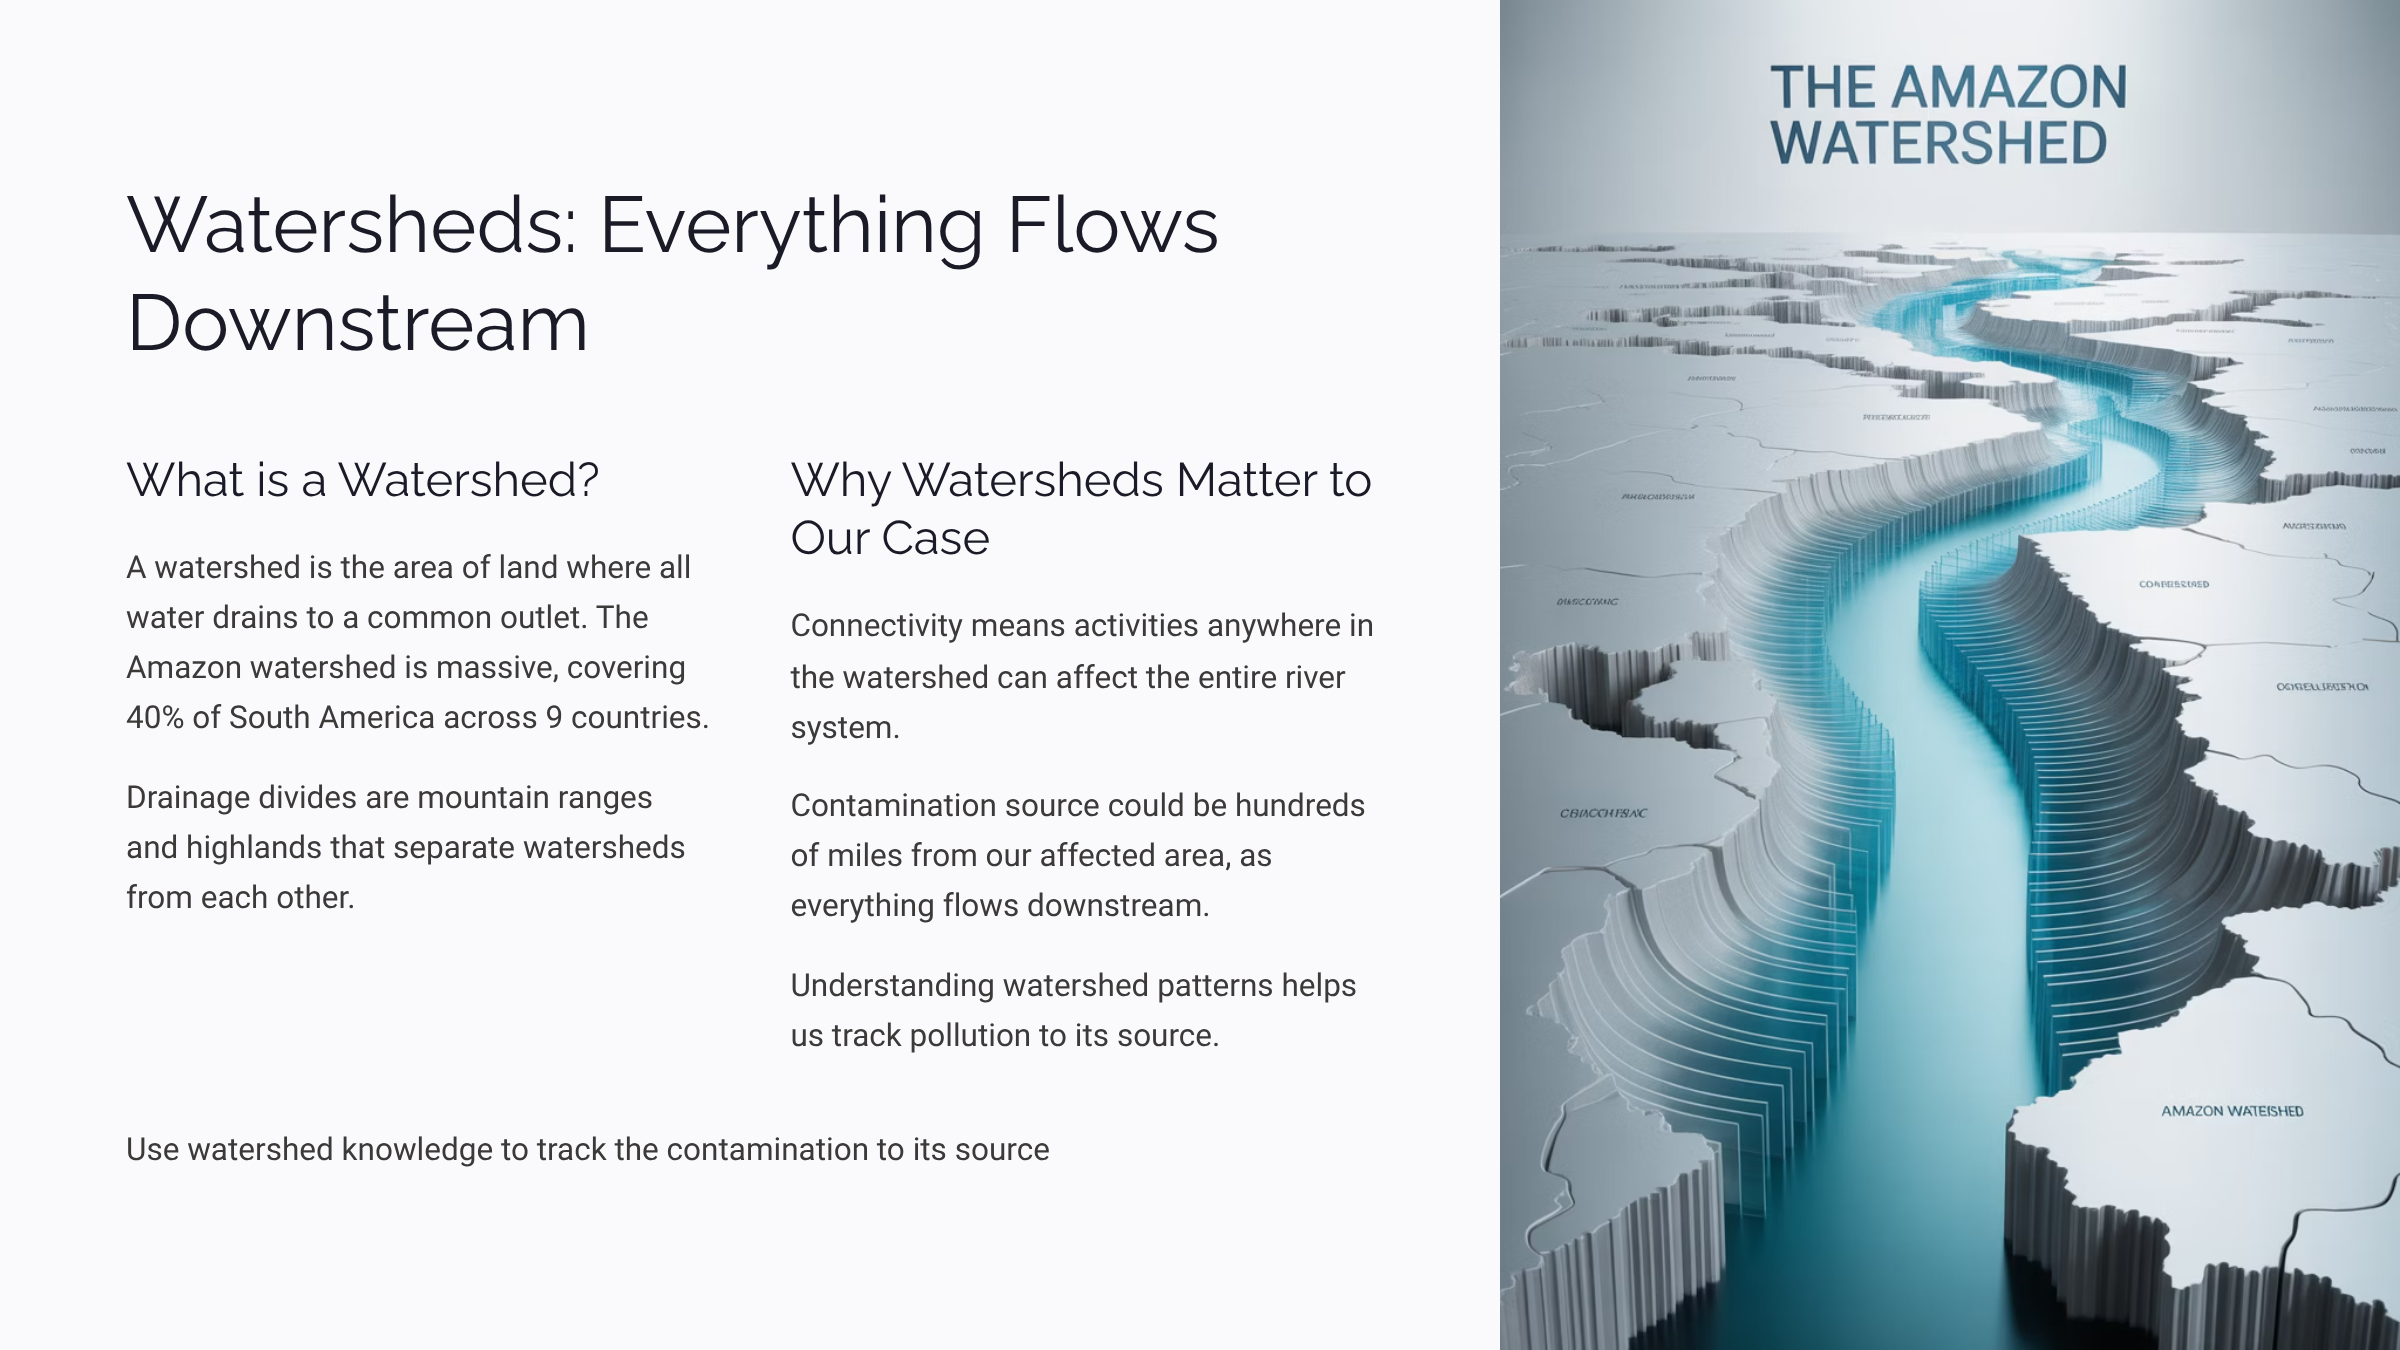 Watersheds: Everything Flows
Downstream
What is a Watershed?
A watershed is the area of land where all
water drains to a common outlet. The
Amazon watershed is massive, covering
40% of South America across 9 countries.
Drainage divides are mountain ranges
and highlands that separate watersheds
from each other.
Why Watersheds Matter to
Our Case
Connectivity means activities anywhere in
the watershed can affect the entire river
system.
Contamination source could be hundreds
of miles from our affected area, as
everything flows downstream.
Understanding watershed patterns helps
us track pollution to its source.
Use watershed knowledge to track the contamination to its source
THE AMAZON
WATERSHED
AMAZON